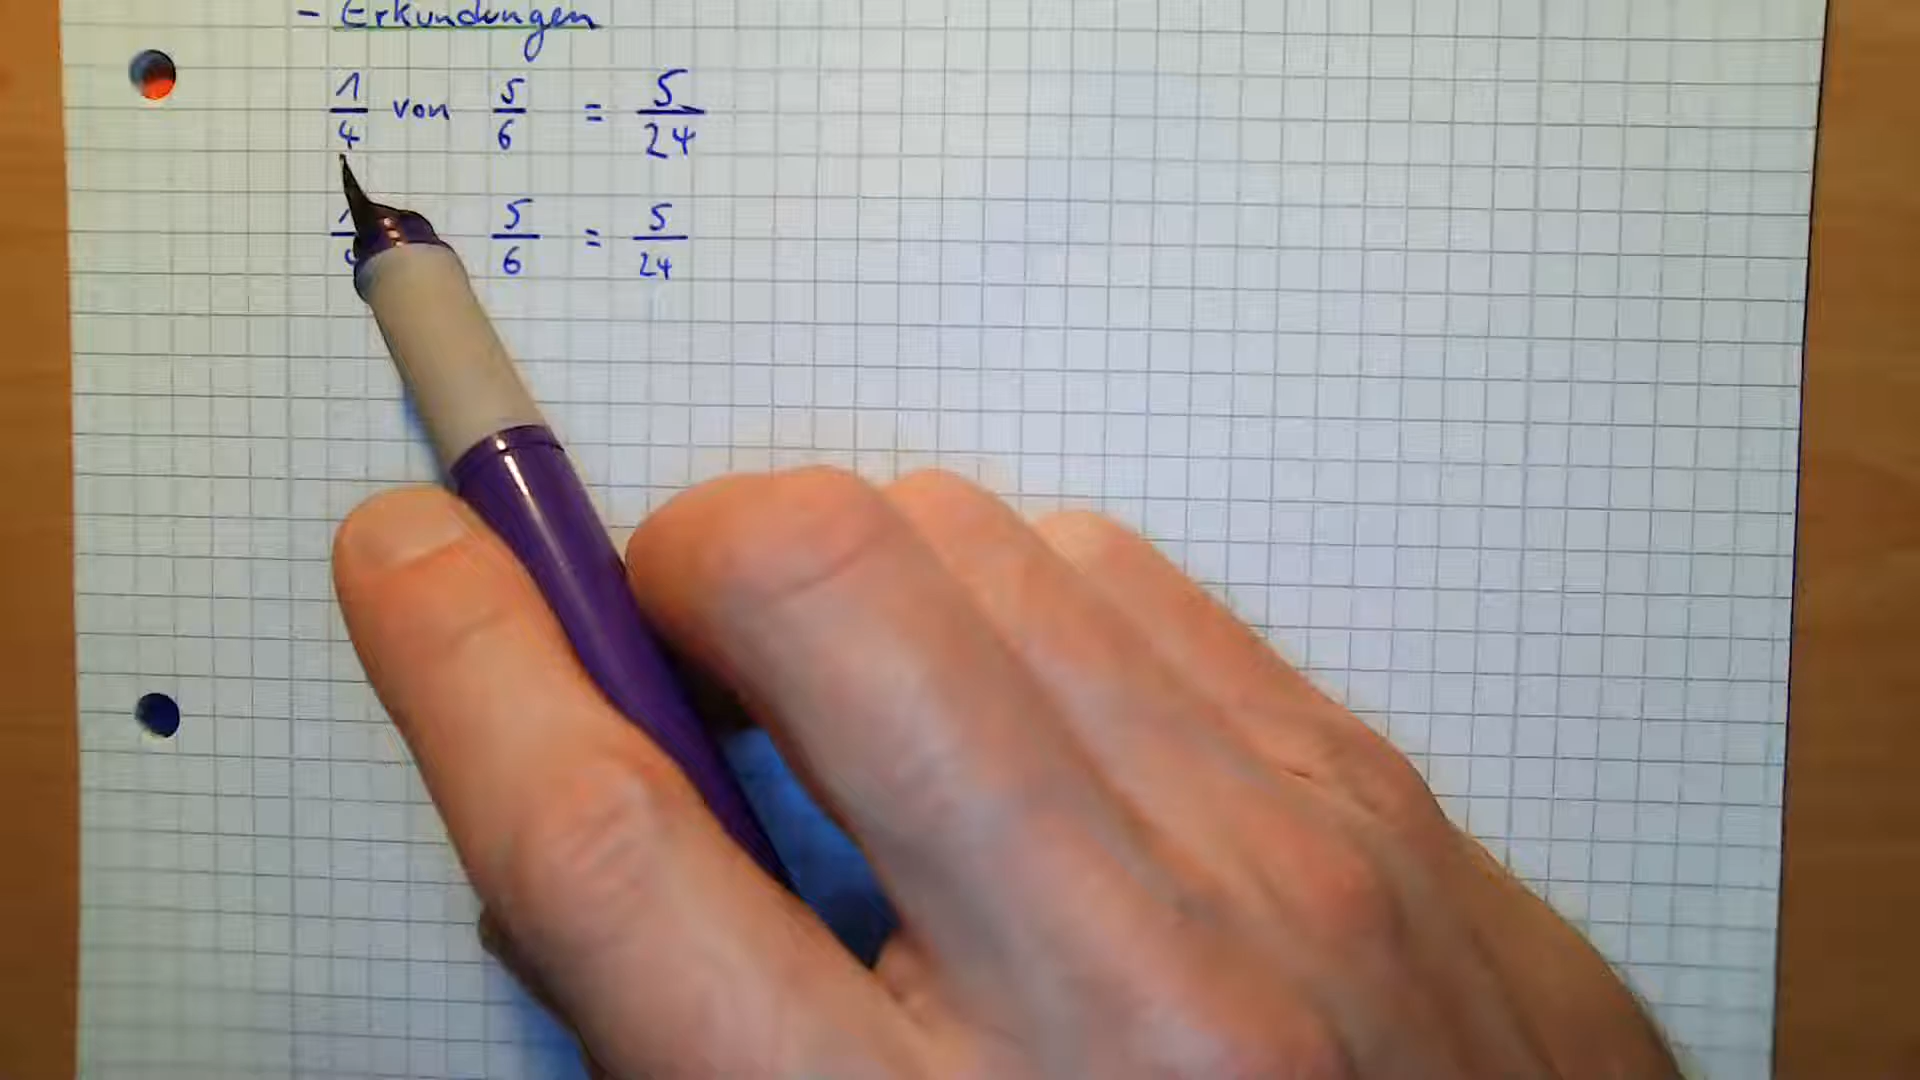 - Erkundungen
1/4 von 5/6 = 5/24
5/6 = 5/24